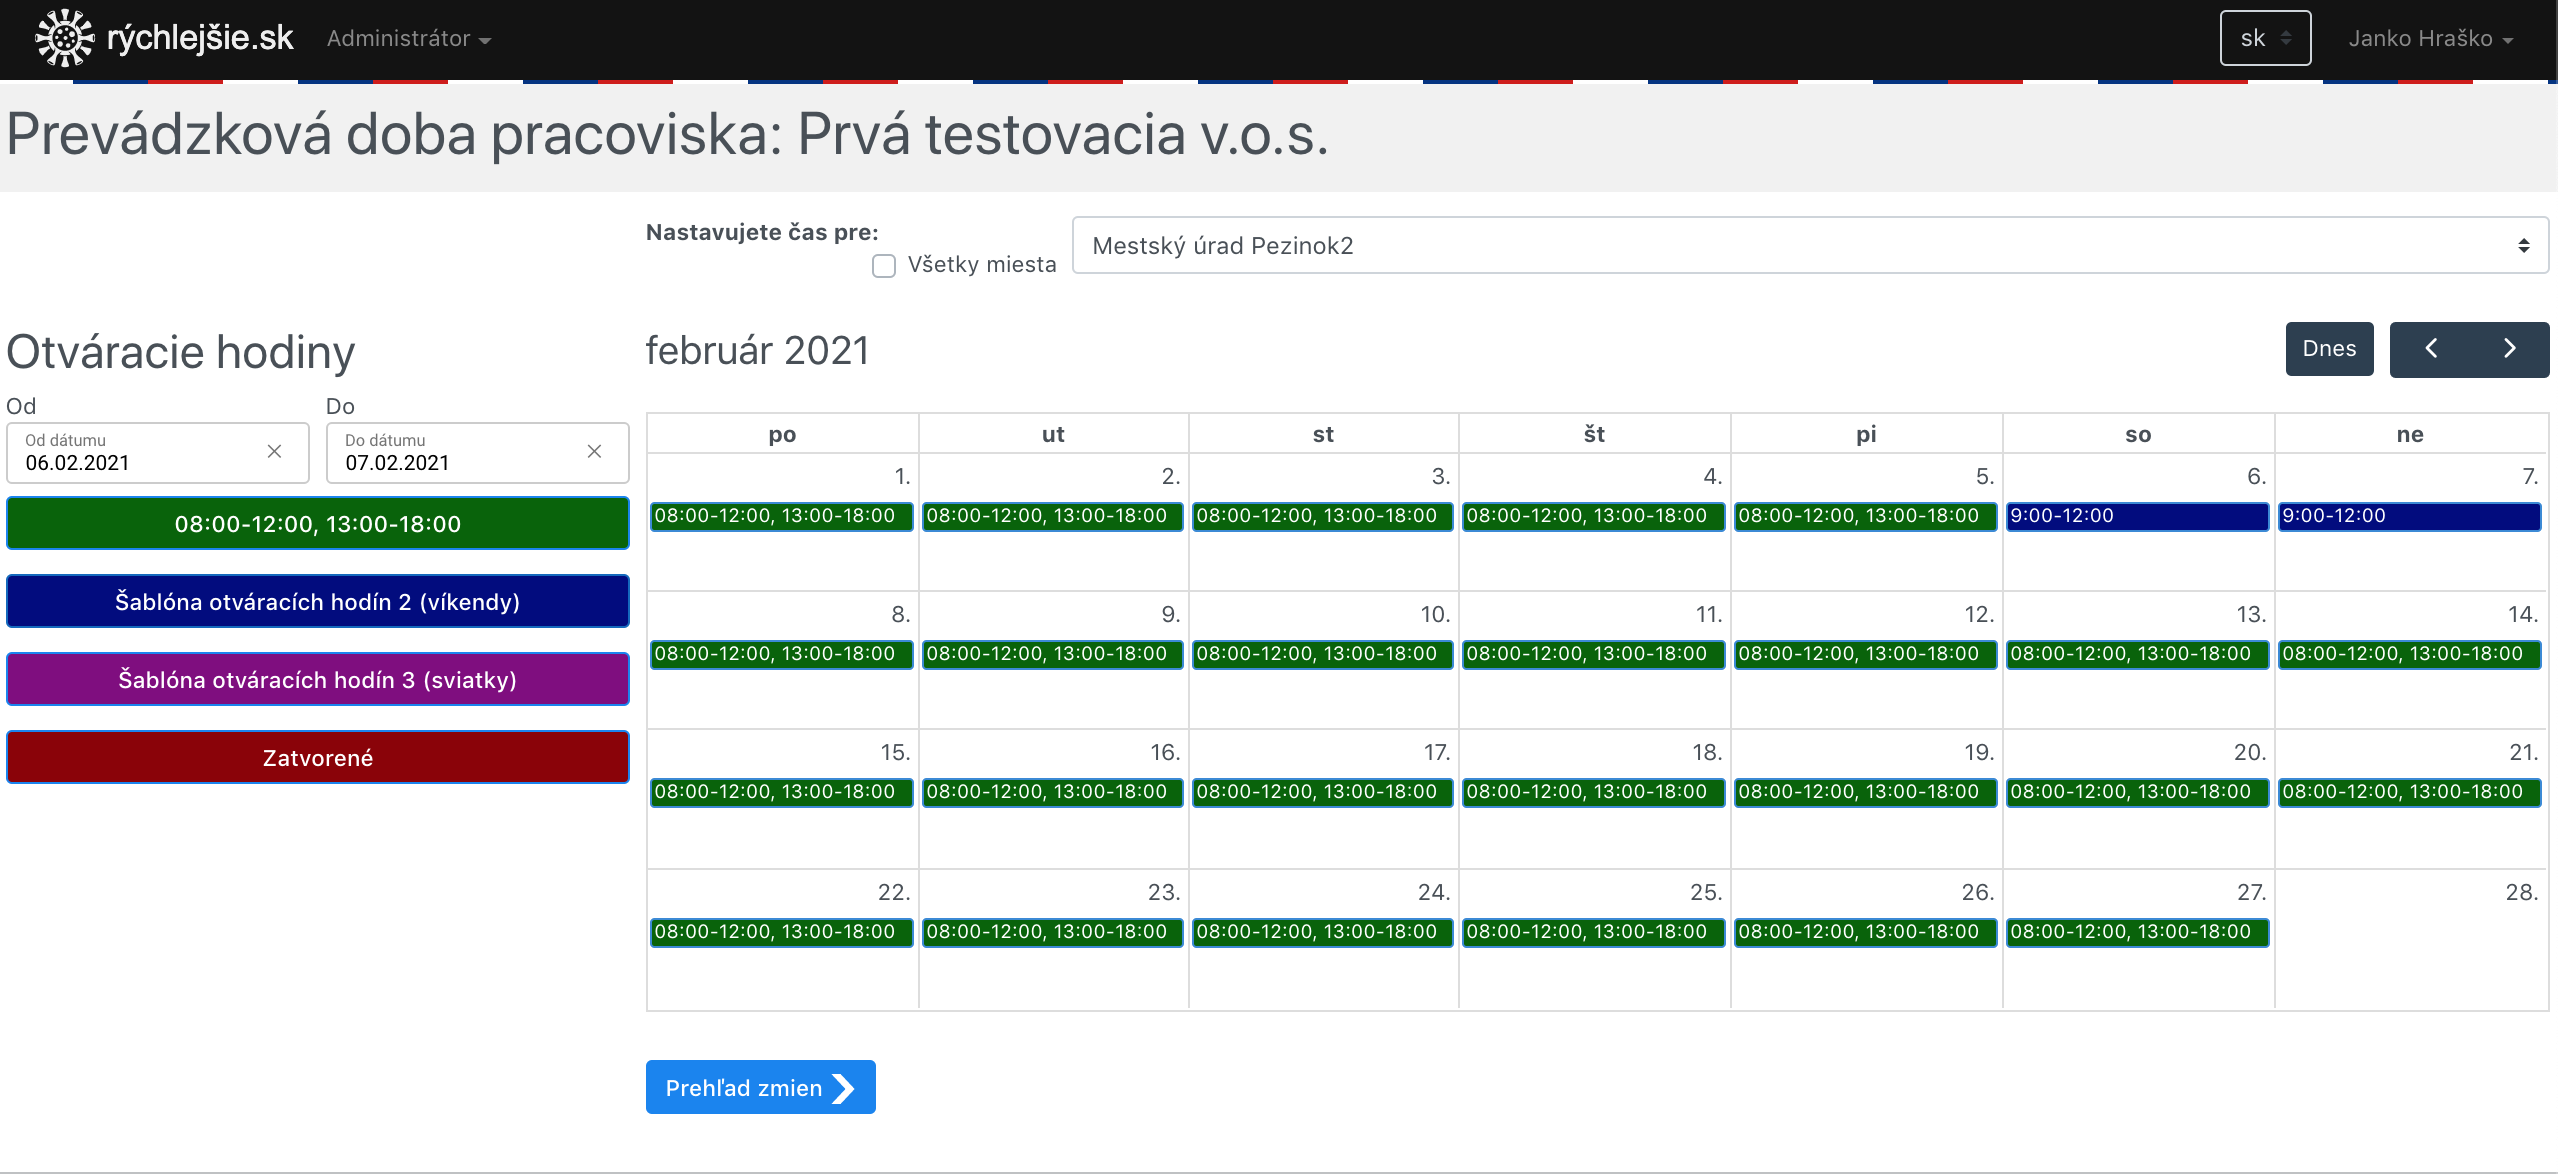 rýchlejšie.sk Administrátor sk Janko Hraško
Prevádzková doba pracoviska: Prvá testovacia v.o.s.
Nastavujete čas pre:
Všetky miesta
Mestský úrad Pezinok2
Otváracie hodiny
Od Do
Od dátumu Do dátumu
06.02.2021 07.02.2021
08:00-12:00, 13:00-18:00
Šablóna otváracích hodín 2 (víkendy)
Šablóna otváracích hodín 3 (sviatky)
Zatvorené
február 2021 Dnes
po ut st št pi so ne
1. 2. 3. 4. 5. 6. 7.
08:00-12:00, 13:00-18:00 08:00-12:00, 13:00-18:00 08:00-12:00, 13:00-18:00 08:00-12:00, 13:00-18:00 08:00-12:00, 13:00-18:00 9:00-12:00 9:00-12:00
8. 9. 10. 11. 12. 13. 14.
08:00-12:00, 13:00-18:00 08:00-12:00, 13:00-18:00 08:00-12:00, 13:00-18:00 08:00-12:00, 13:00-18:00 08:00-12:00, 13:00-18:00 08:00-12:00, 13:00-18:00 08:00-12:00, 13:00-18:00
15. 16. 17. 18. 19. 20. 21.
08:00-12:00, 13:00-18:00 08:00-12:00, 13:00-18:00 08:00-12:00, 13:00-18:00 08:00-12:00, 13:00-18:00 08:00-12:00, 13:00-18:00 08:00-12:00, 13:00-18:00 08:00-12:00, 13:00-18:00
22. 23. 24. 25. 26. 27. 28.
08:00-12:00, 13:00-18:00 08:00-12:00, 13:00-18:00 08:00-12:00, 13:00-18:00 08:00-12:00, 13:00-18:00 08:00-12:00, 13:00-18:00 08:00-12:00, 13:00-18:00
Prehľad zmien